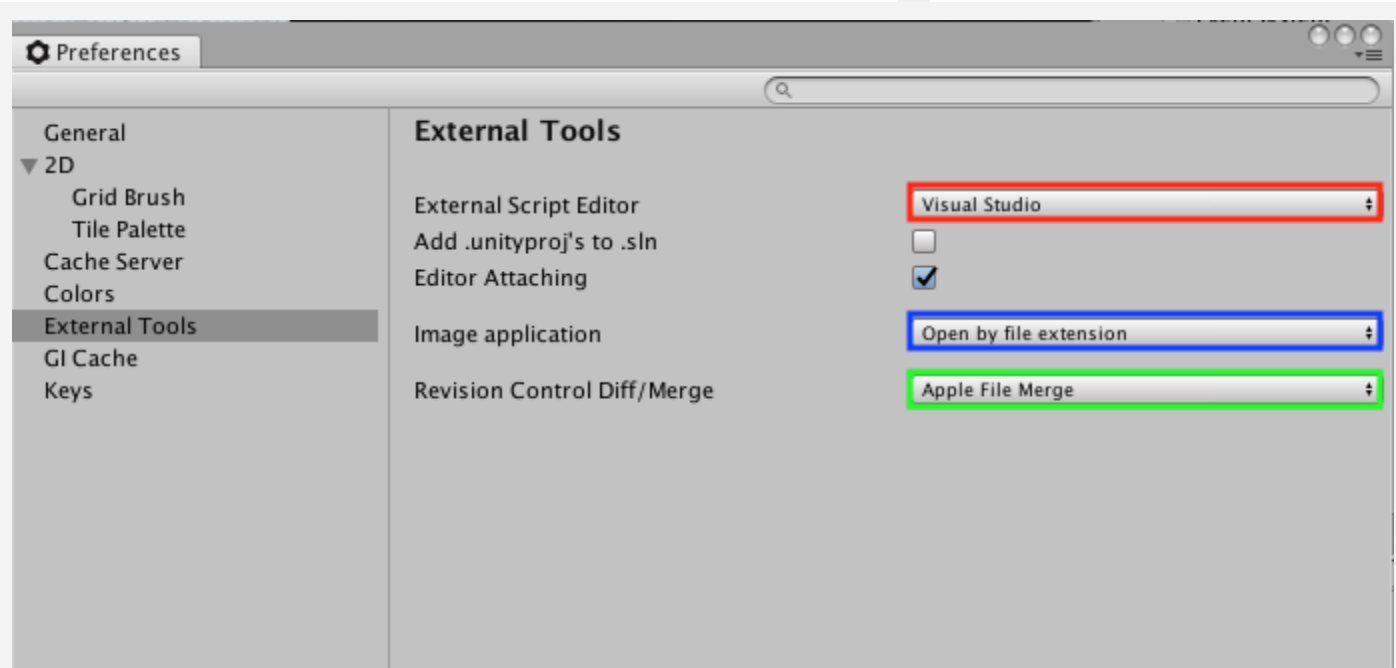 Preferences
General
2D
Grid Brush
Tile Palette
Cache Server
Colors
External Tools
GI Cache
Keys
External Tools
External Script Editor Visual Studio
Add .unityproj's to .sln
Editor Attaching
Image application Open by file extension
Revision Control Diff/Merge Apple File Merge